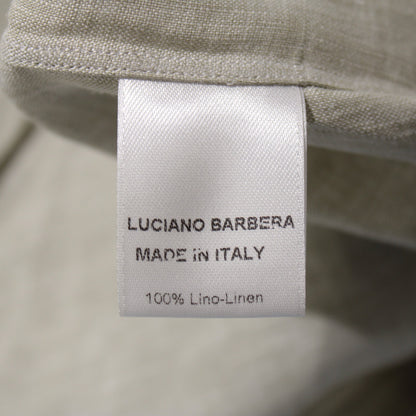 LUCIANO BARBERA
MADE IN ITALY
100% Lino-Linen